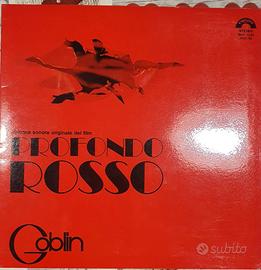 colonna sonora originale del film
PROFONDO
ROSSO
Goblin
subito